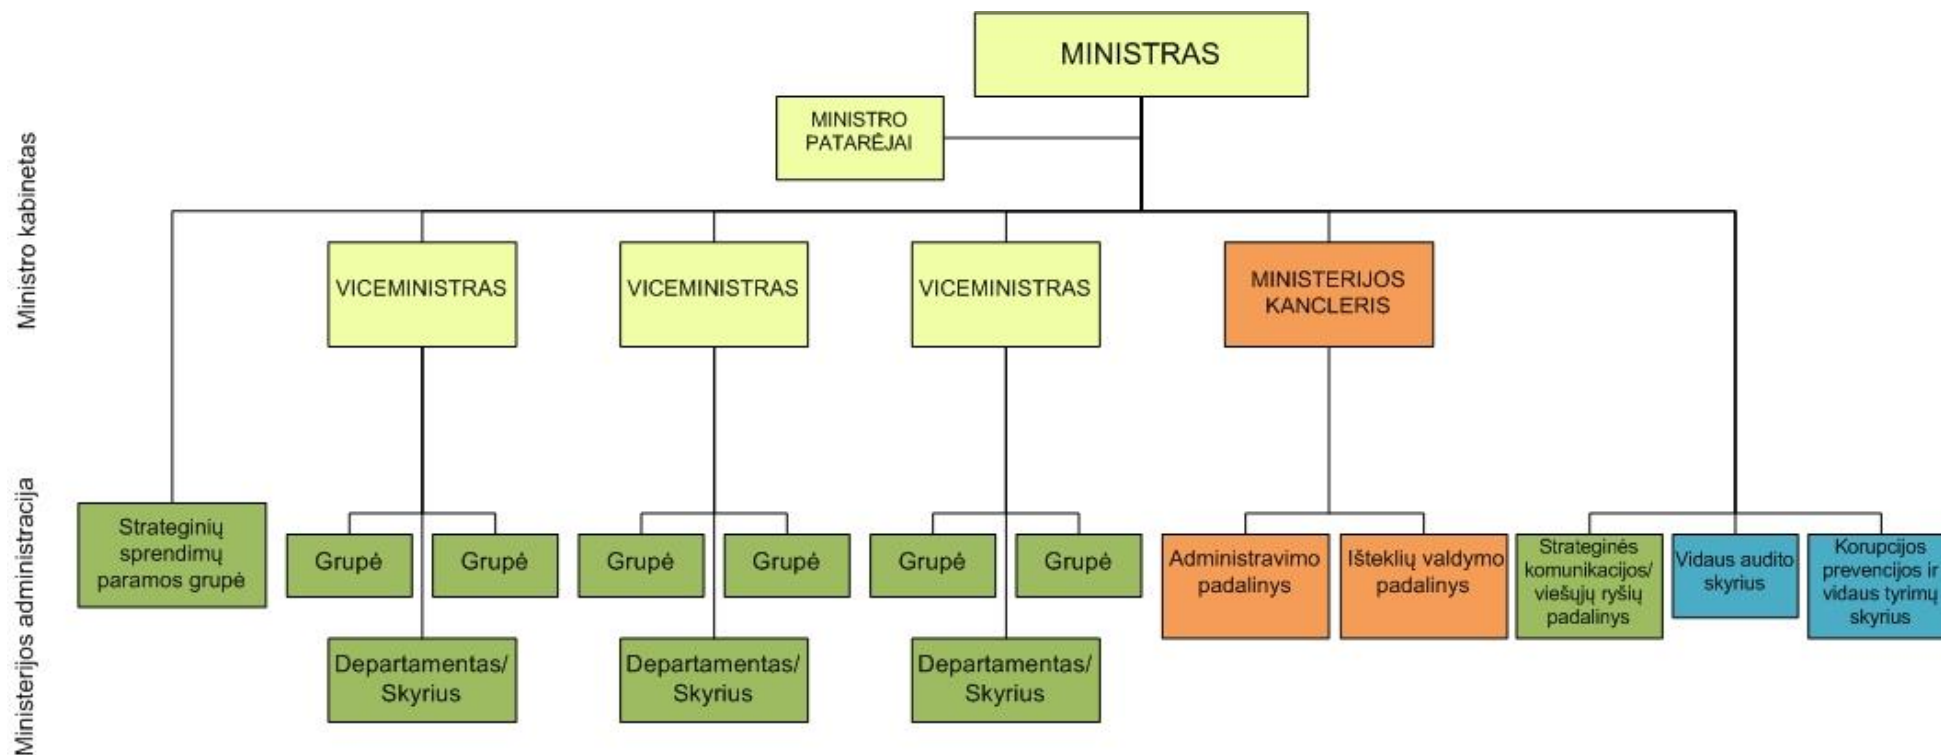 MINISTRAS
MINISTRO
PATARĖJAI
Ministro kabinetas
VICEMINISTRAS
VICEMINISTRAS
VICEMINISTRAS
MINISTERIJOS
KANCLERIS
Ministerijos administracija
Strateginių
sprendimų
paramos grupė
Grupė
Grupė
Grupė
Grupė
Grupė
Grupė
Administravimo
padalinys
Išteklių valdymo
padalinys
Strateginės
komunikacijos/
viešųjų ryšių
padalinys
Vidaus audito
skyrius
Korupcijos
prevencijos ir
vidaus tyrimų
skyrius
Departamentas/
Skyrius
Departamentas/
Skyrius
Departamentas/
Skyrius